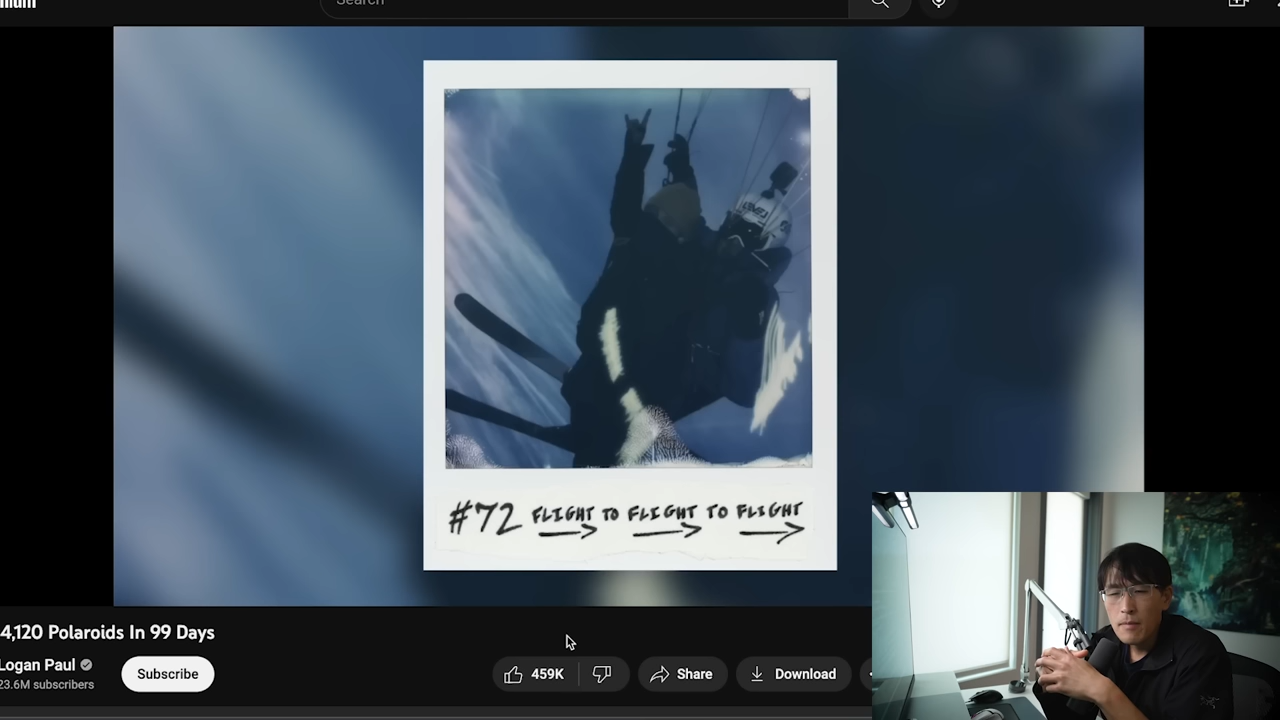 Search
#72 FLIGHT TO FLIGHT TO FLIGHT
4,120 Polaroids In 99 Days
Logan Paul
23.6M subscribers
Subscribe
459K
Share
Download